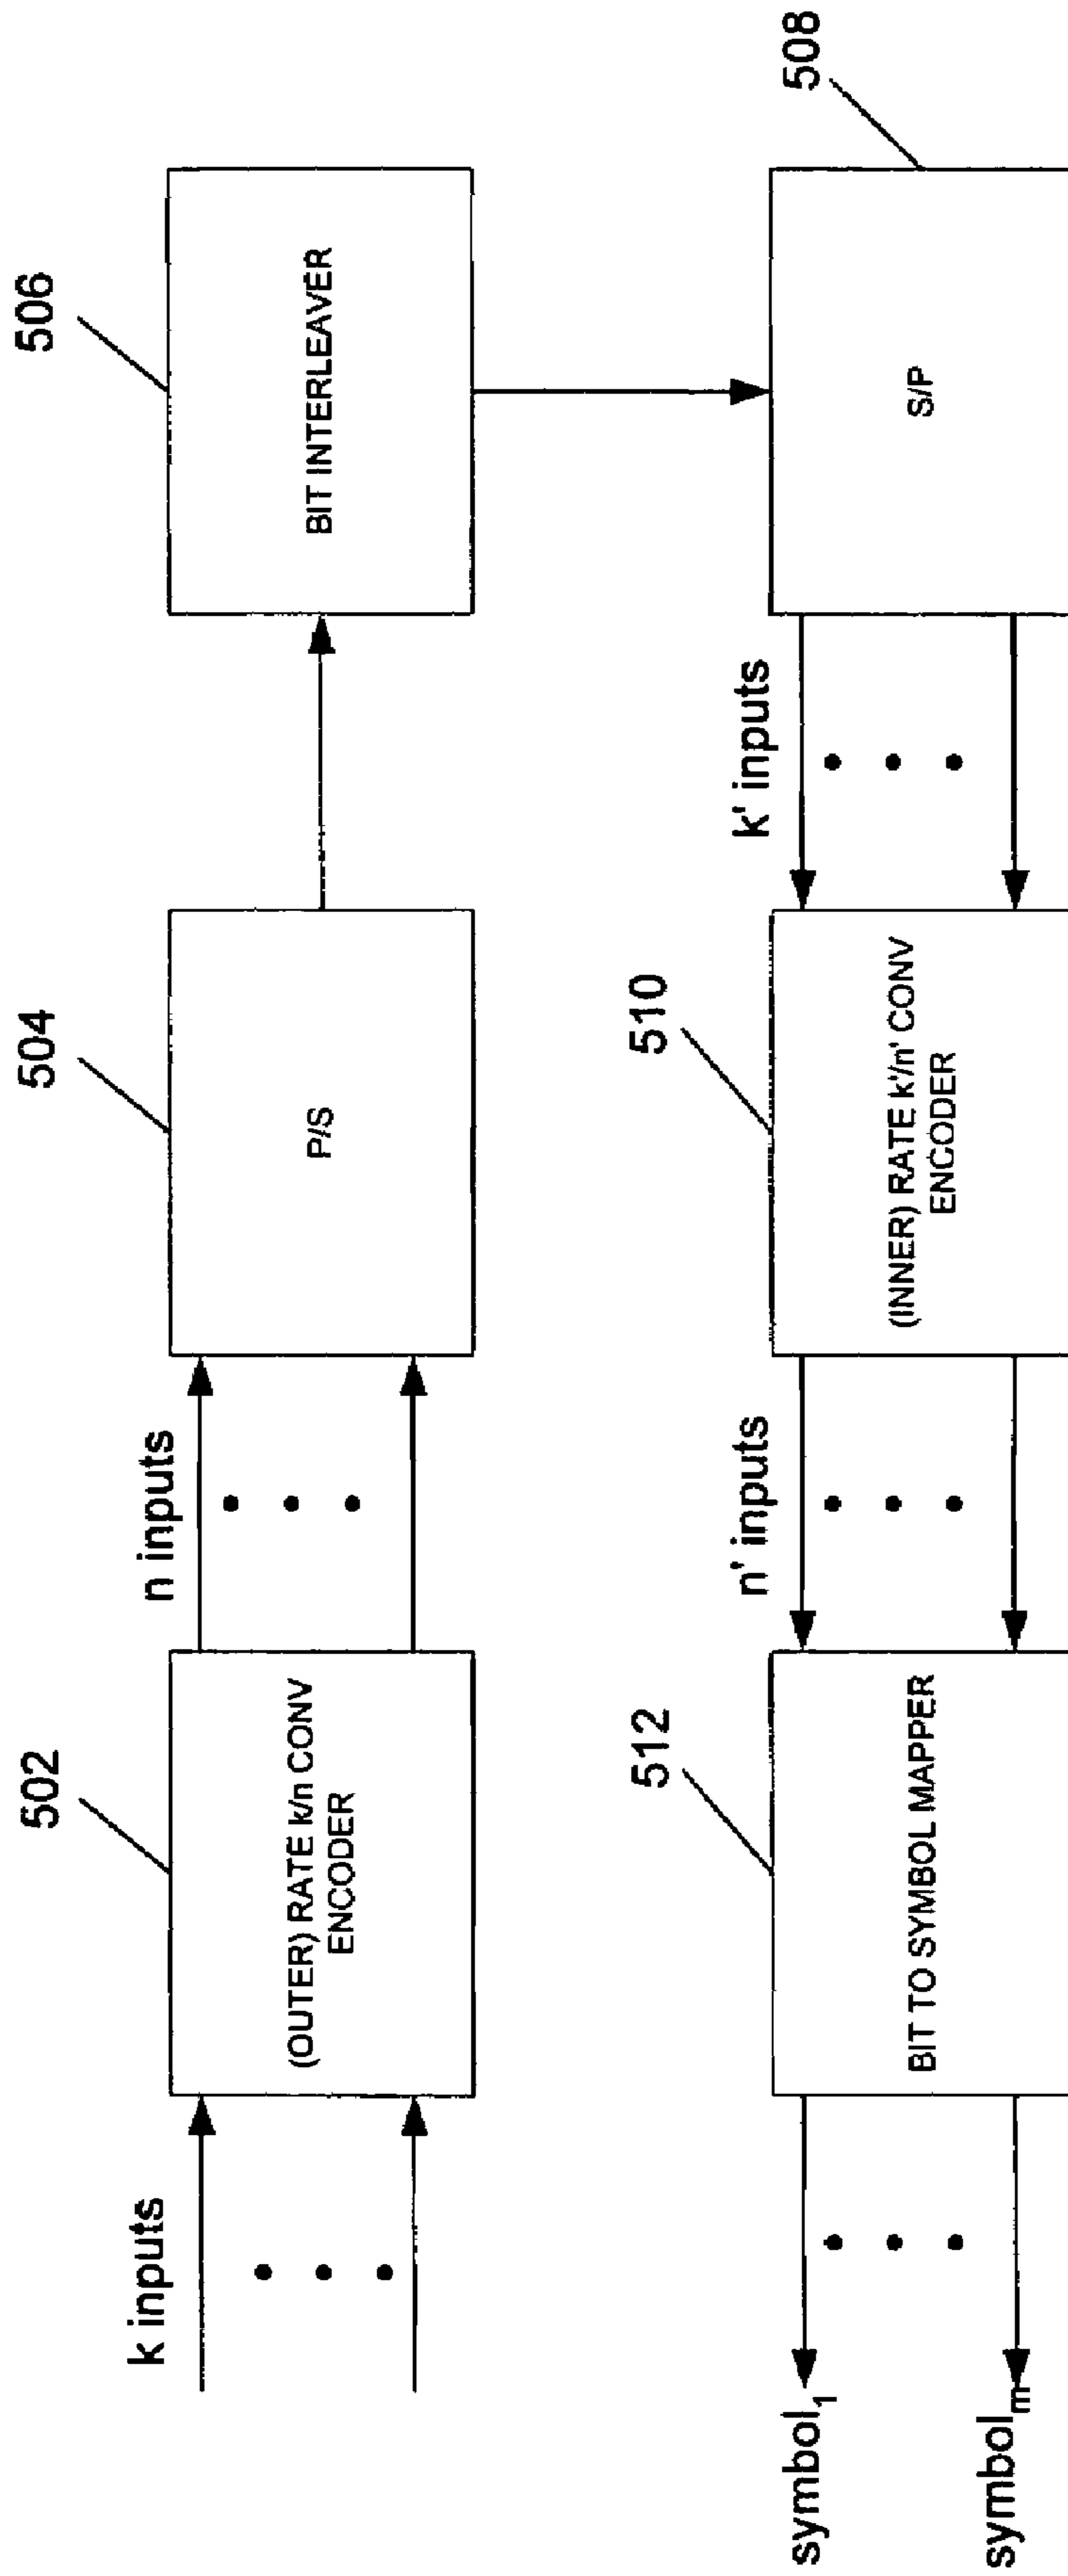 502
504
506
k inputs
(OUTER) RATE k/n CONV
ENCODER
n inputs
P/S
BIT INTERLEAVER
512
510
508
symbol1
symbolm
BIT TO SYMBOL MAPPER
n' inputs
(INNER) RATE k'/n' CONV
ENCODER
k' inputs
S/P